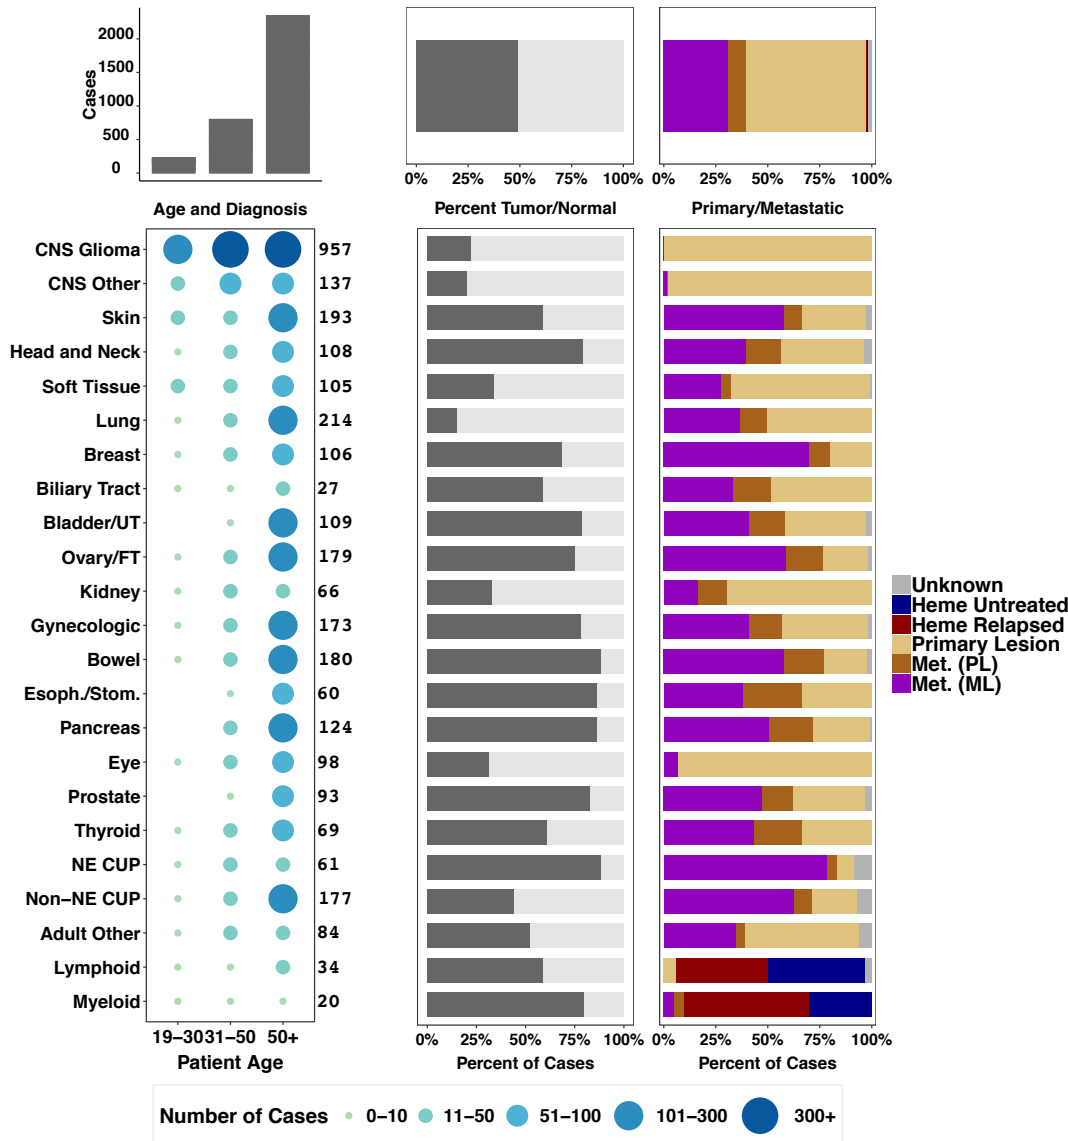 2000
1500
1000
500
0
Cases
0% 25% 50% 75% 100%
0% 25% 50% 75% 100%
Age and Diagnosis
Percent Tumor/Normal
Primary/Metastatic
CNS Glioma 957
CNS Other 137
Skin 193
Head and Neck 108
Soft Tissue 105
Lung 214
Breast 106
Biliary Tract 27
Bladder/UT 109
Ovary/FT 179
Kidney 66
Gynecologic 173
Bowel 180
Esoph./Stom. 60
Pancreas 124
Eye 98
Prostate 93
Thyroid 69
NE CUP 61
Non–NE CUP 177
Adult Other 84
Lymphoid 34
Myeloid 20
Unknown
Heme Untreated
Heme Relapsed
Primary Lesion
Met. (PL)
Met. (ML)
19–30 31–50 50+
0% 25% 50% 75% 100%
0% 25% 50% 75% 100%
Patient Age
Percent of Cases
Percent of Cases
Number of Cases 0–10 11–50 51–100 101–300 300+